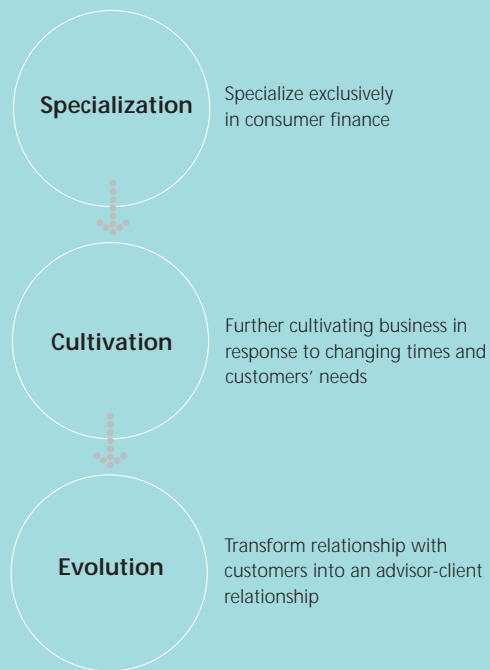 Specialization
Specialize exclusively
in consumer finance
Cultivation
Further cultivating business in
response to changing times and
customers’ needs
Evolution
Transform relationship with
customers into an advisor-client
relationship